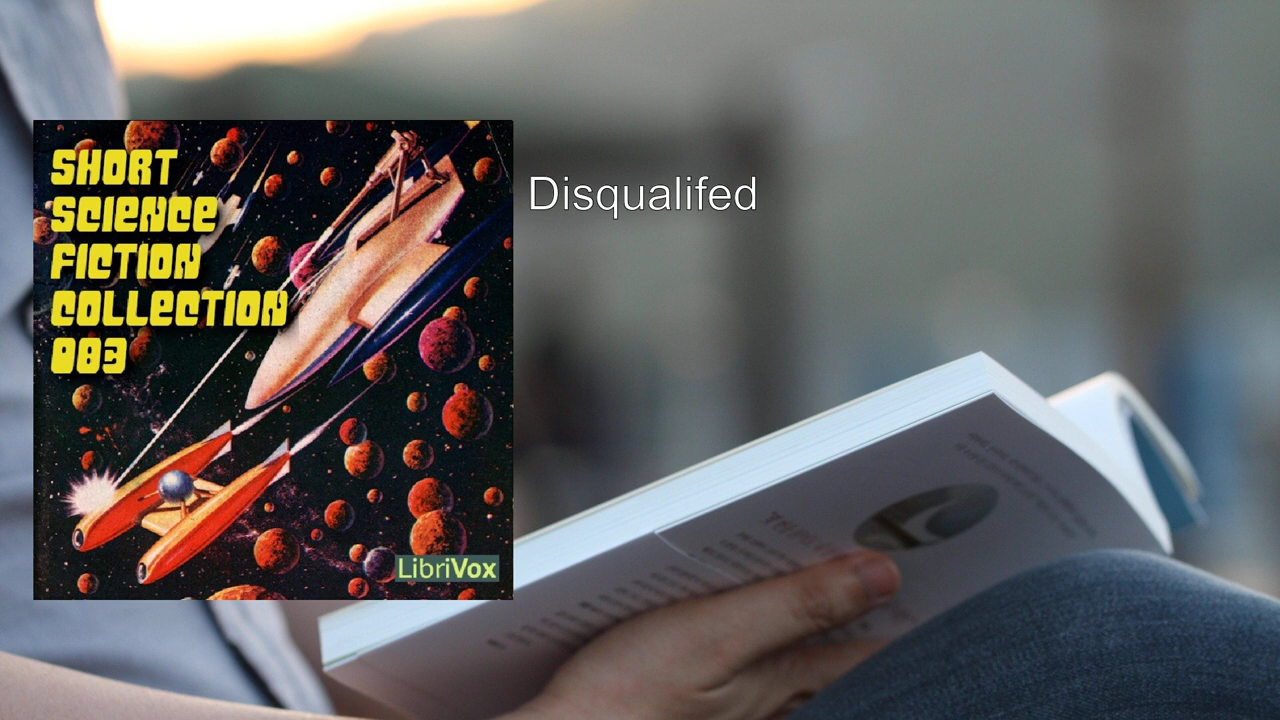 SHORT
SCIENCE
FICTION
COLLECTION
083
LibriVox
Disqualifed